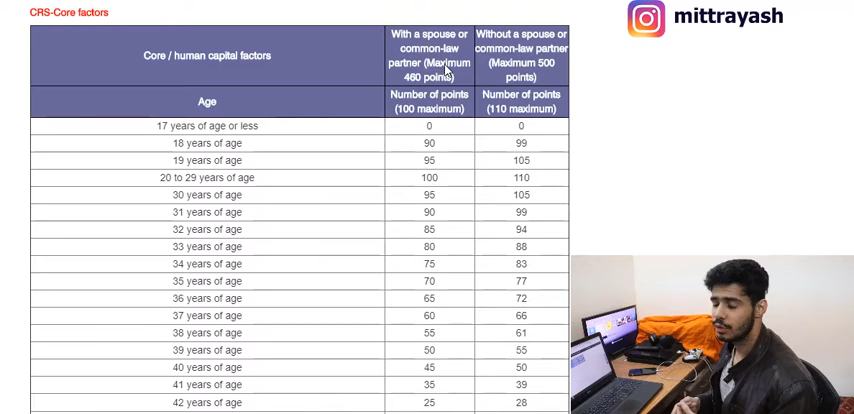 CRS-Core factors
mittrayash
Core / human capital factors
With a spouse or
common-law
partner (Maximum
460 points)
Without a spouse or
common-law partner
(Maximum 500
points)
Age
Number of points
(100 maximum)
Number of points
(110 maximum)
17 years of age or less 0 0
18 years of age 90 99
19 years of age 95 105
20 to 29 years of age 100 110
30 years of age 95 105
31 years of age 90 99
32 years of age 85 94
33 years of age 80 88
34 years of age 75 83
35 years of age 70 77
36 years of age 65 72
37 years of age 60 66
38 years of age 55 61
39 years of age 50 55
40 years of age 45 50
41 years of age 35 39
42 years of age 25 28